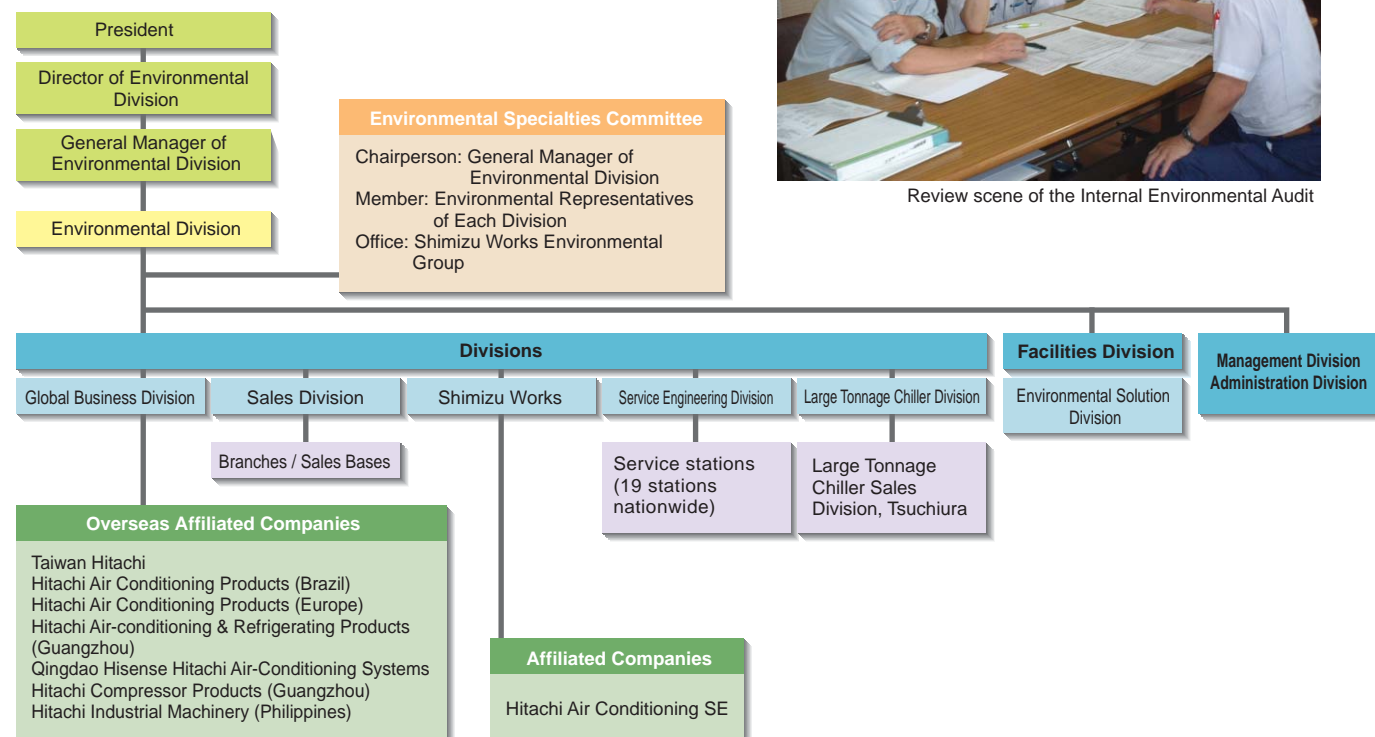 President
Director of Environmental
Division
General Manager of
Environmental Division
Environmental Division
Environmental Specialties Committee
Chairperson: General Manager of
Environmental Division
Member: Environmental Representatives
of Each Division
Office: Shimizu Works Environmental
Group
Review scene of the Internal Environmental Audit
Divisions
Global Business Division
Sales Division
Shimizu Works
Service Engineering Division
Large Tonnage Chiller Division
Facilities Division
Environmental Solution
Division
Management Division
Administration Division
Branches / Sales Bases
Service stations
(19 stations
nationwide)
Large Tonnage
Chiller Sales
Division, Tsuchiura
Overseas Affiliated Companies
Taiwan Hitachi
Hitachi Air Conditioning Products (Brazil)
Hitachi Air Conditioning Products (Europe)
Hitachi Air-conditioning & Refrigerating Products
(Guangzhou)
Qingdao Hisense Hitachi Air-Conditioning Systems
Hitachi Compressor Products (Guangzhou)
Hitachi Industrial Machinery (Philippines)
Affiliated Companies
Hitachi Air Conditioning SE